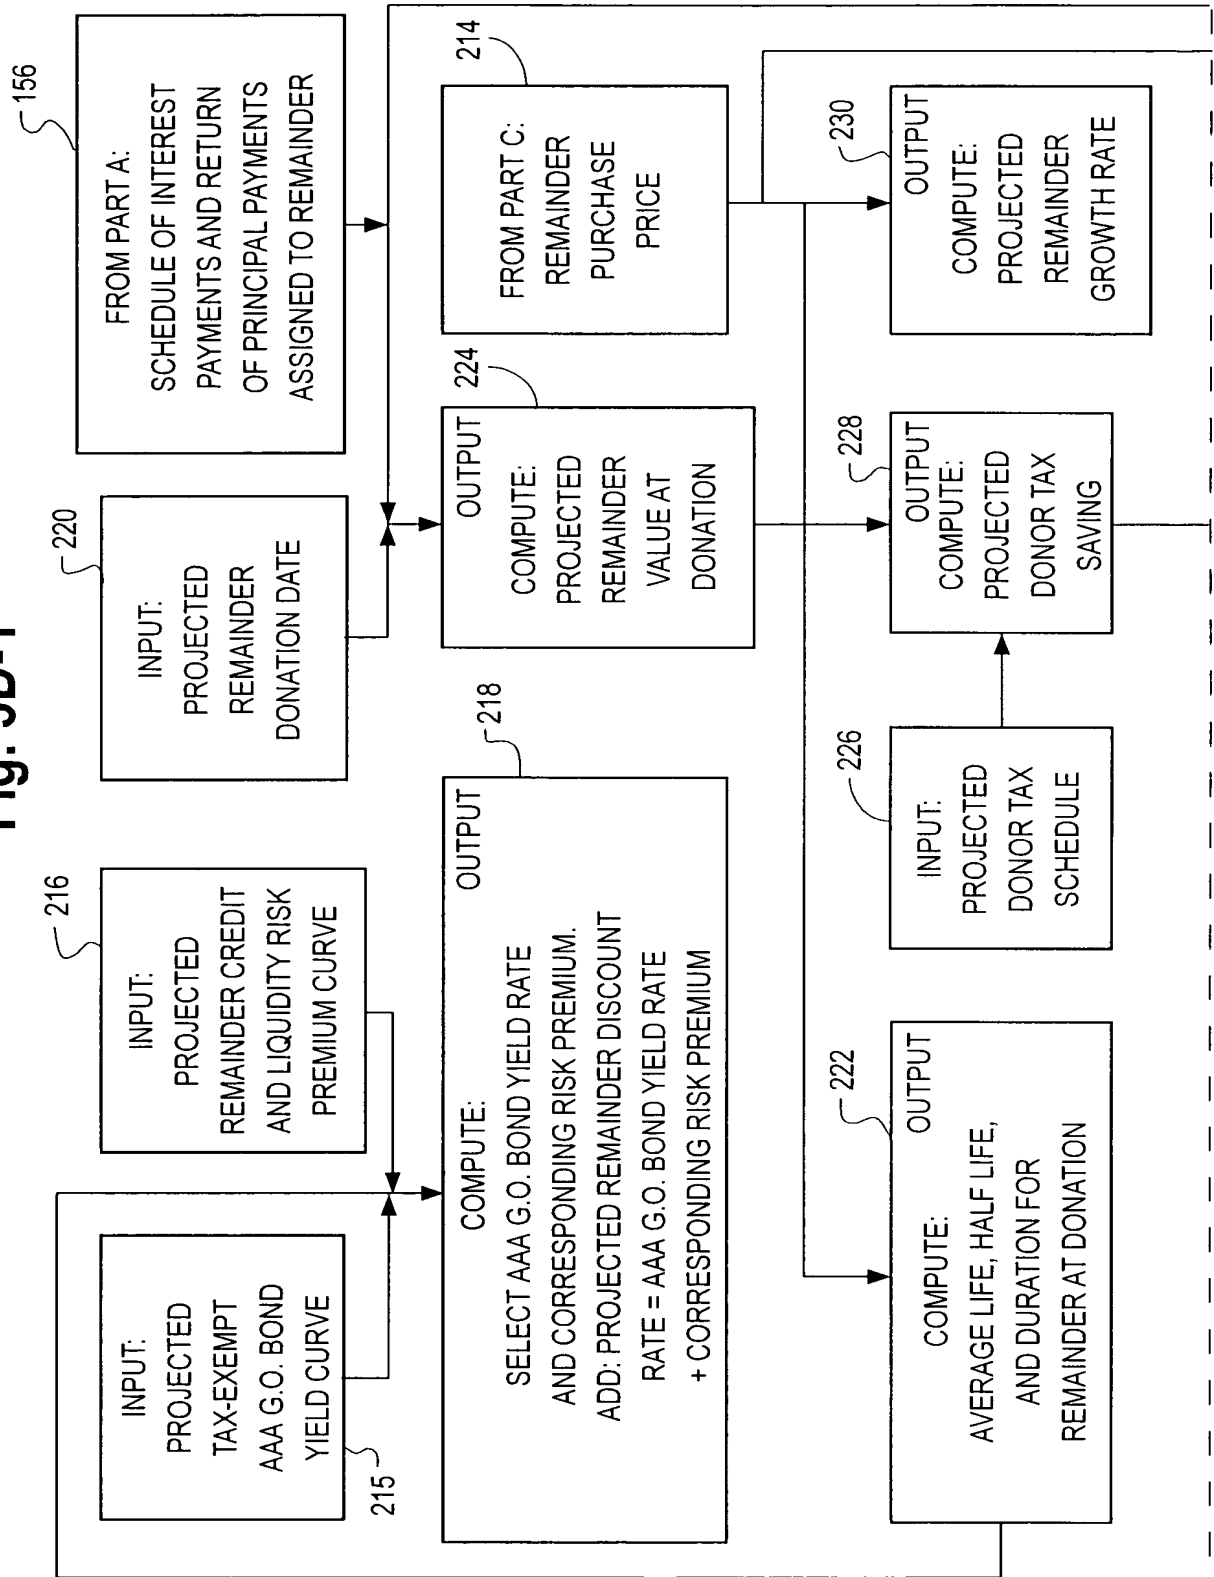 Fig.
215
INPUT:
PROJECTED
TAX-EXEMPT
AAA G.O. BOND
YIELD CURVE
216
INPUT:
PROJECTED
REMAINDER CREDIT
AND LIQUIDITY RISK
PREMIUM CURVE
220
INPUT:
PROJECTED
REMAINDER
DONATION DATE
156
FROM PART A:
SCHEDULE OF INTEREST
PAYMENTS AND RETURN
OF PRINCIPAL PAYMENTS
ASSIGNED TO REMAINDER
218
OUTPUT
COMPUTE:
SELECT AAA G.O. BOND YIELD RATE
AND CORRESPONDING RISK PREMIUM.
ADD: PROJECTED REMAINDER DISCOUNT
RATE = AAA G.O. BOND YIELD RATE
+ CORRESPONDING RISK PREMIUM
224
OUTPUT
COMPUTE:
PROJECTED
REMAINDER
VALUE AT
DONATION
214
FROM PART C:
REMAINDER
PURCHASE
PRICE
222
OUTPUT
COMPUTE:
AVERAGE LIFE, HALF LIFE,
AND DURATION FOR
REMAINDER AT DONATION
226
INPUT:
PROJECTED
DONOR TAX
SCHEDULE
228
OUTPUT
COMPUTE:
PROJECTED
DONOR TAX
SAVING
230
OUTPUT
COMPUTE:
PROJECTED
REMAINDER
GROWTH RATE